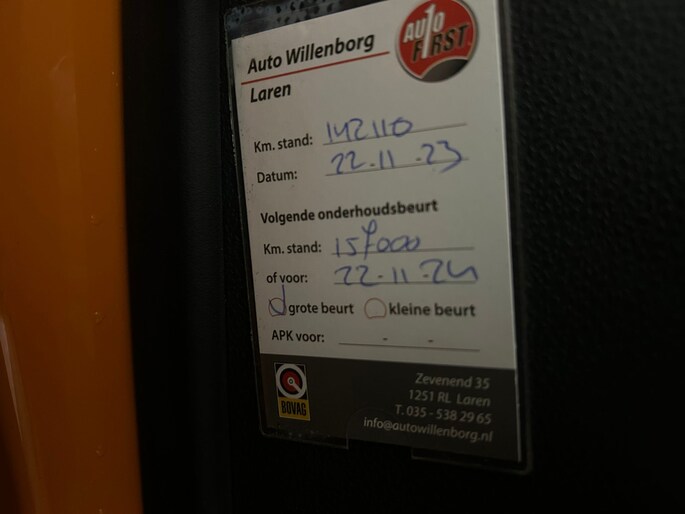 Auto Willenborg
AUTO
FIRST
Laren
Km. stand: 142110
Datum: 22-11-23
Volgende onderhoudsbeurt
Km. stand: 157000
of voor: 22-11-24
grote beurt kleine beurt
APK voor: - -
BOVAG
Zevenend 35
1251 RL Laren
T. 035 - 538 29 65
info@autowillenborg.nl